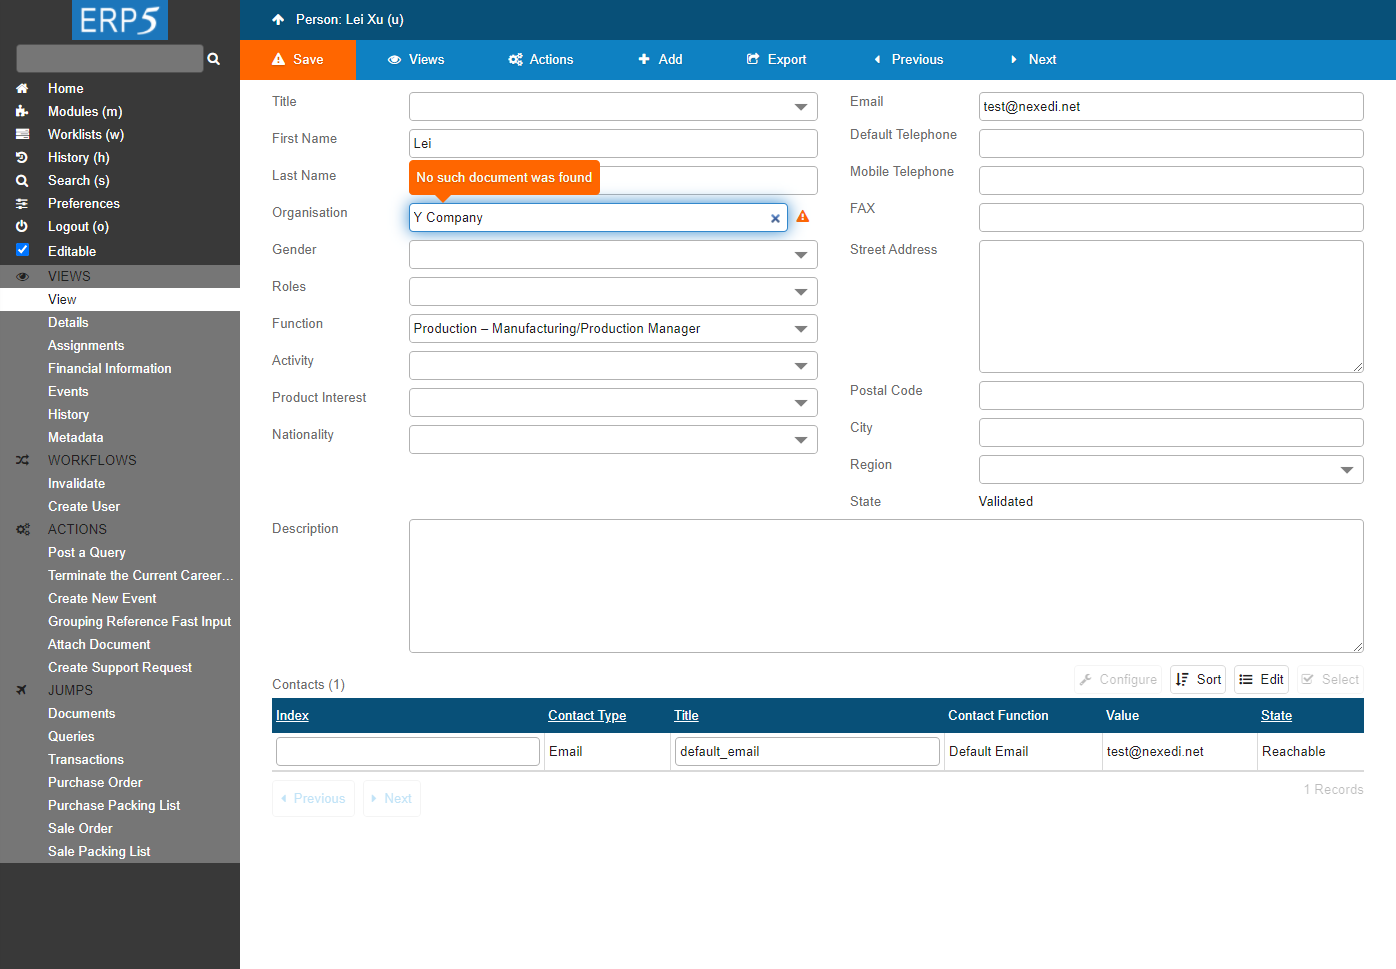 ERP5
Person: Lei Xu (u)
Save
Views
Actions
Add
Export
Previous
Next
Home
Modules (m)
Worklists (w)
History (h)
Search (s)
Preferences
Logout (o)
Editable
VIEWS
View
Details
Assignments
Financial Information
Events
History
Metadata
WORKFLOWS
Invalidate
Create User
ACTIONS
Post a Query
Terminate the Current Career...
Create New Event
Grouping Reference Fast Input
Attach Document
Create Support Request
JUMPS
Documents
Queries
Transactions
Purchase Order
Purchase Packing List
Sale Order
Sale Packing List
Title
First Name
Lei
Last Name
No such document was found
Organisation
Y Company
Gender
Roles
Function
Production – Manufacturing/Production Manager
Activity
Product Interest
Nationality
Email
test@nexedi.net
Default Telephone
Mobile Telephone
FAX
Street Address
Postal Code
City
Region
State
Validated
Description
Contacts (1)
Configure
Sort
Edit
Select
Index
Contact Type
Title
Contact Function
Value
State
Email
default_email
Default Email
test@nexedi.net
Reachable
Previous
Next
1 Records